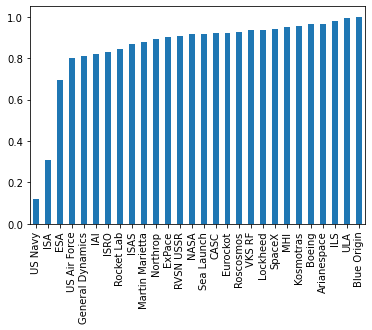 1.0
0.8
0.6
0.4
0.2
0.0
US Navy
ISA
ESA
US Air Force
General Dynamics
IAI
ISRO
Rocket Lab
ISAS
Martin Marietta
Northrop
ExPace
RVSN USSR
NASA
Sea Launch
CASC
Eurockot
Roscosmos
VKS RF
Lockheed
SpaceX
MHI
Kosmotras
Boeing
Arianespace
ILS
ULA
Blue Origin